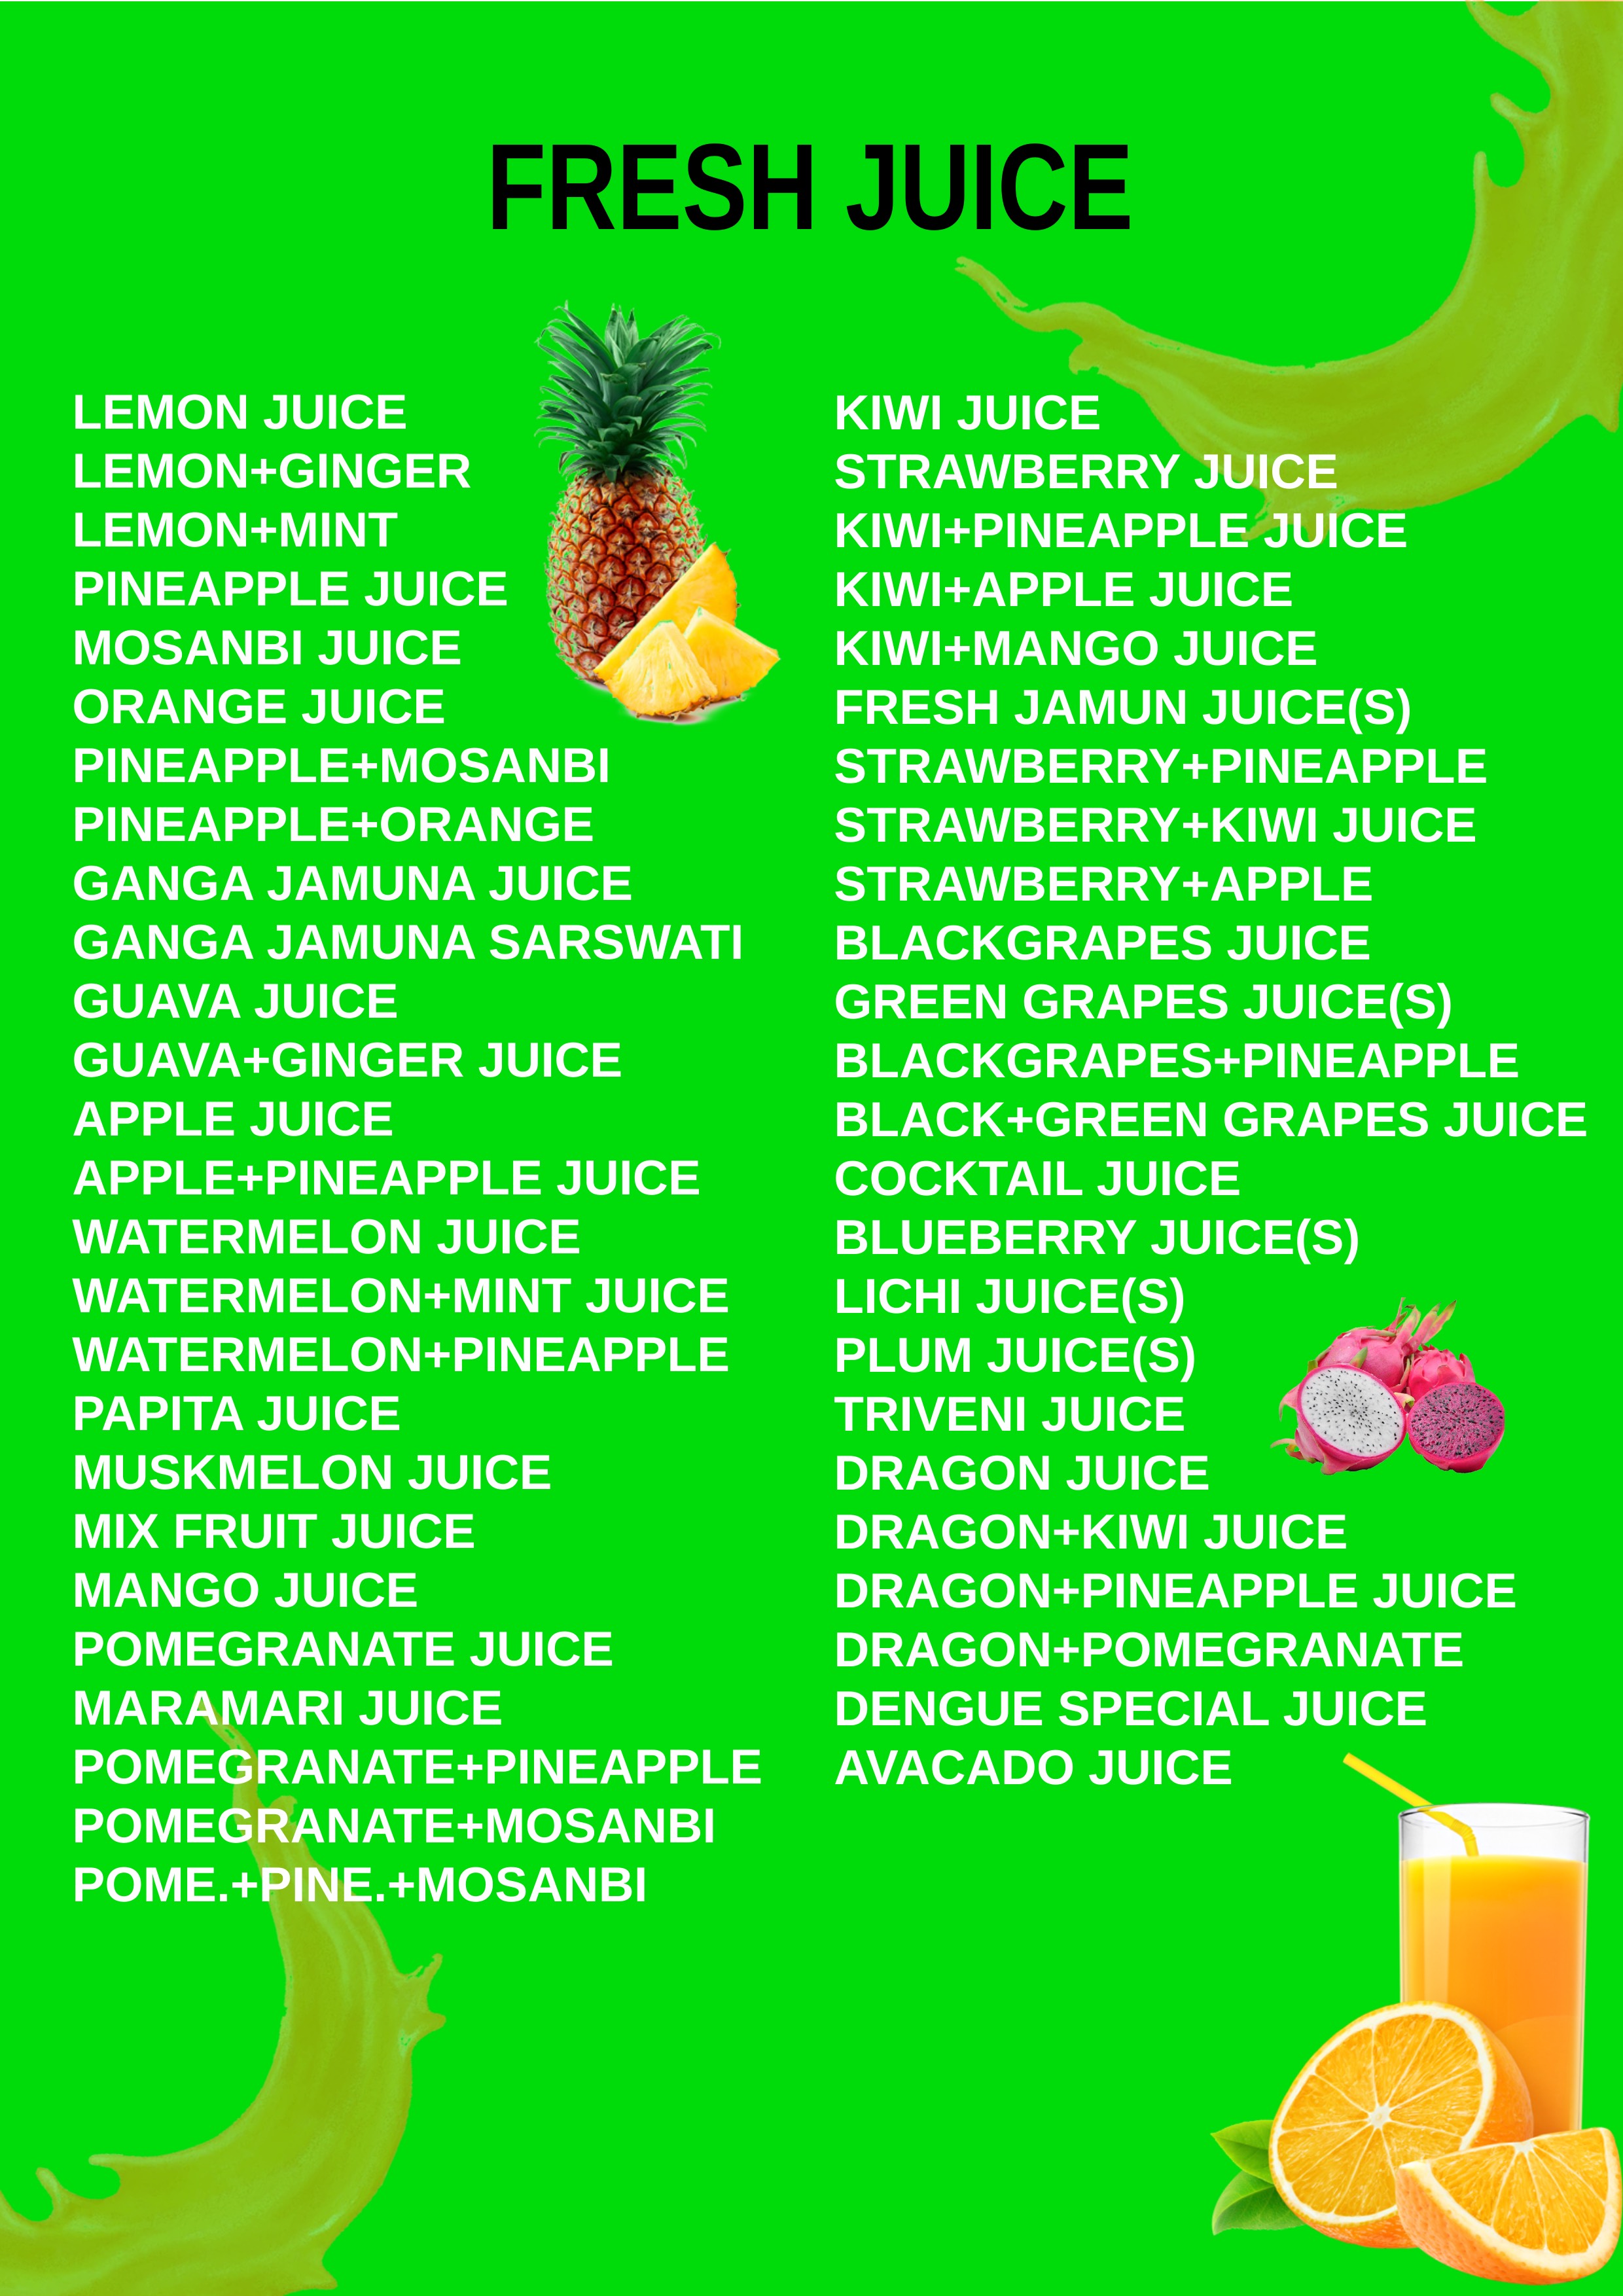 FRESH JUICE
LEMON JUICE
LEMON+GINGER
LEMON+MINT
PINEAPPLE JUICE
MOSANBI JUICE
ORANGE JUICE
PINEAPPLE+MOSANBI
PINEAPPLE+ORANGE
GANGA JAMUNA JUICE
GANGA JAMUNA SARSWATI
GUAVA JUICE
GUAVA+GINGER JUICE
APPLE JUICE
APPLE+PINEAPPLE JUICE
WATERMELON JUICE
WATERMELON+MINT JUICE
WATERMELON+PINEAPPLE
PAPITA JUICE
MUSKMELON JUICE
MIX FRUIT JUICE
MANGO JUICE
POMEGRANATE JUICE
MARAMARI JUICE
POMEGRANATE+PINEAPPLE
POMEGRANATE+MOSANBI
POME.+PINE.+MOSANBI
KIWI JUICE
STRAWBERRY JUICE
KIWI+PINEAPPLE JUICE
KIWI+APPLE JUICE
KIWI+MANGO JUICE
FRESH JAMUN JUICE(S)
STRAWBERRY+PINEAPPLE
STRAWBERRY+KIWI JUICE
STRAWBERRY+APPLE
BLACKGRAPES JUICE
GREEN GRAPES JUICE(S)
BLACKGRAPES+PINEAPPLE
BLACK+GREEN GRAPES JUICE
COCKTAIL JUICE
BLUEBERRY JUICE(S)
LICHI JUICE(S)
PLUM JUICE(S)
TRIVENI JUICE
DRAGON JUICE
DRAGON+KIWI JUICE
DRAGON+PINEAPPLE JUICE
DRAGON+POMEGRANATE
DENGUE SPECIAL JUICE
AVACADO JUICE